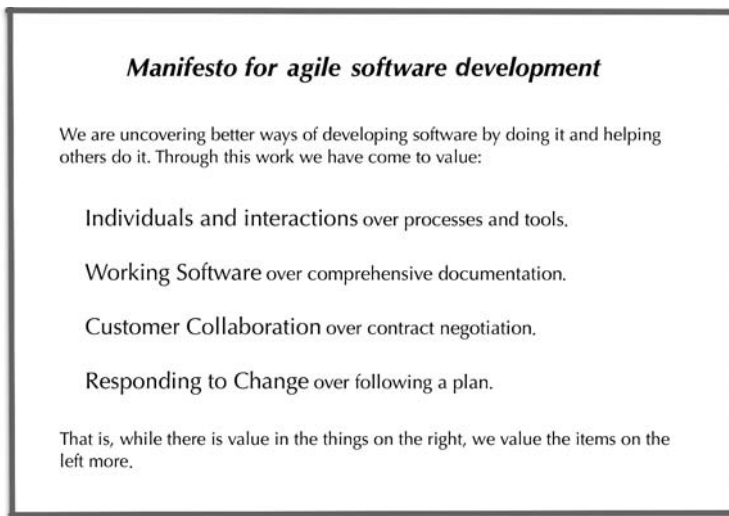 Manifesto for agile software development
We are uncovering better ways of developing software by doing it and helping
others do it. Through this work we have come to value:
Individuals and interactions over processes and tools.
Working Software over comprehensive documentation.
Customer Collaboration over contract negotiation.
Responding to Change over following a plan.
That is, while there is value in the things on the right, we value the items on the
left more.